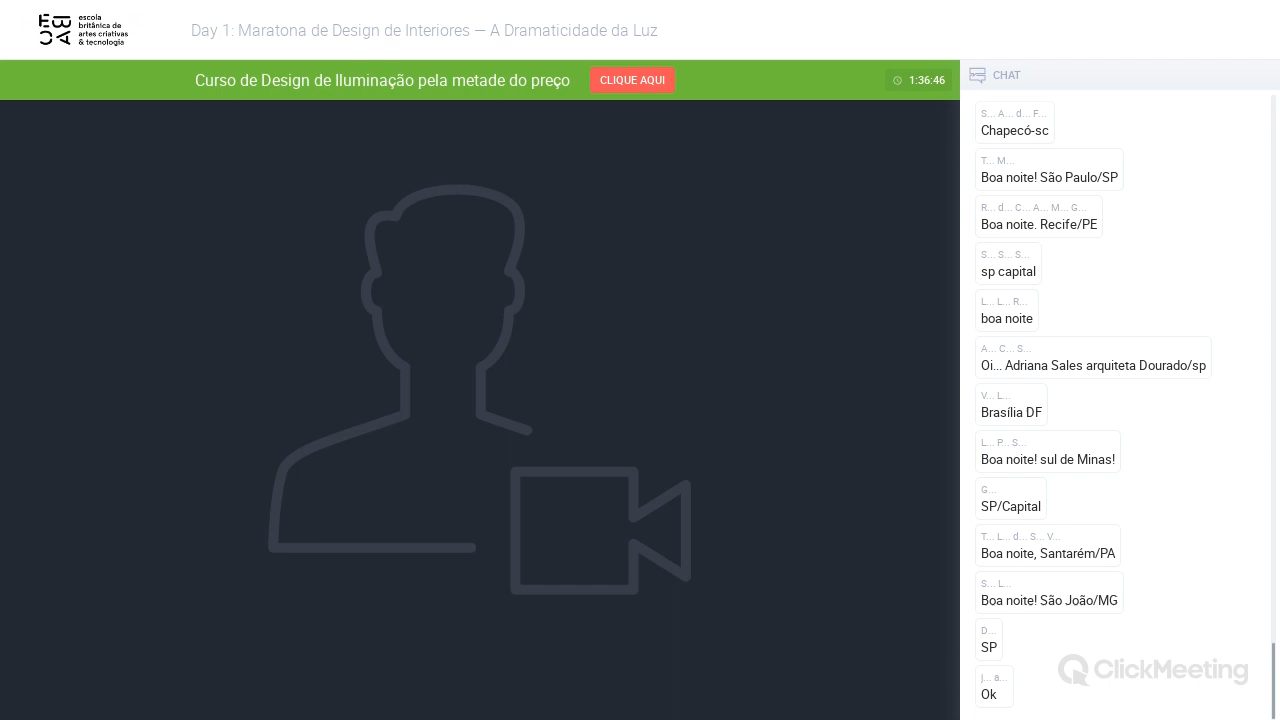 EBAC
escola
britânica de
artes criativas
& tecnologia
Day 1: Maratona de Design de Interiores — A Dramaticidade da Luz
Curso de Design de Iluminação pela metade do preço
CLIQUE AQUI
1:36:46
CHAT
S... A... d... F...
Chapecó-sc
T... M...
Boa noite! São Paulo/SP
R... d... C... A... M... G...
Boa noite. Recife/PE
S... S... S...
sp capital
L... L... R...
boa noite
A... C... S...
Oi... Adriana Sales arquiteta Dourado/sp
V... L...
Brasília DF
L... P... S...
Boa noite! sul de Minas!
G...
SP/Capital
T... L... d... S... V...
Boa noite, Santarém/PA
S... L...
Boa noite! São João/MG
D...
SP
j... a...
Ok
ClickMeeting